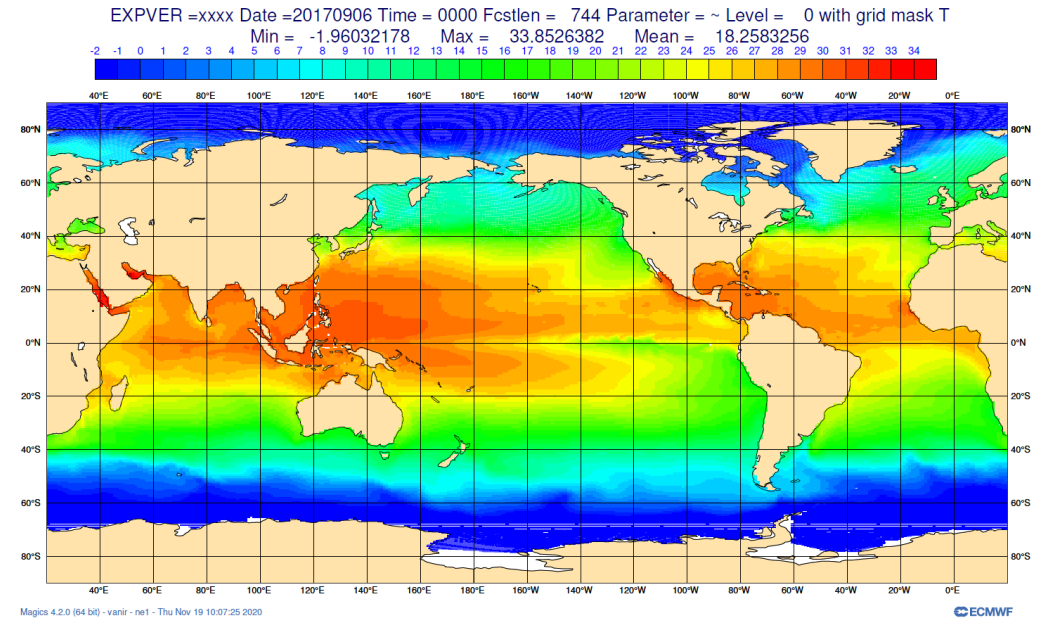 EXPVER =xxxx Date =20170906 Time = 0000 Fcstlen = 744 Parameter = ~ Level = 0 with grid mask T
Min = -1.96032178 Max = 33.8526382 Mean = 18.2583256
-2 -1 0 1 2 3 4 5 6 7 8 9 10 11 12 13 14 15 16 17 18 19 20 21 22 23 24 25 26 27 28 29 30 31 32 33 34
40°E 60°E 80°E 100°E 120°E 140°E 160°E 180°W 160°W 140°W 120°W 100°W 80°W 60°W 40°W 20°W 0°E
80°N 80°N
60°N 60°N
40°N 40°N
20°N 20°N
0°N 0°N
20°S 20°S
40°S 40°S
60°S 60°S
80°S 80°S
40°E 60°E 80°E 100°E 120°E 140°E 160°E 180°W 160°W 140°W 120°W 100°W 80°W 60°W 40°W 20°W 0°E
Magics 4.2.0 (64 bit) - vanir - ne1 - Thu Nov 19 10:07:25 2020
ECMWF